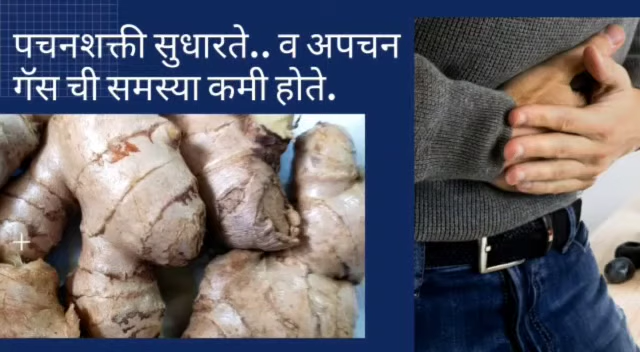 पचनशक्ती सुधारते.. व अपचन
गॅस ची समस्या कमी होते.